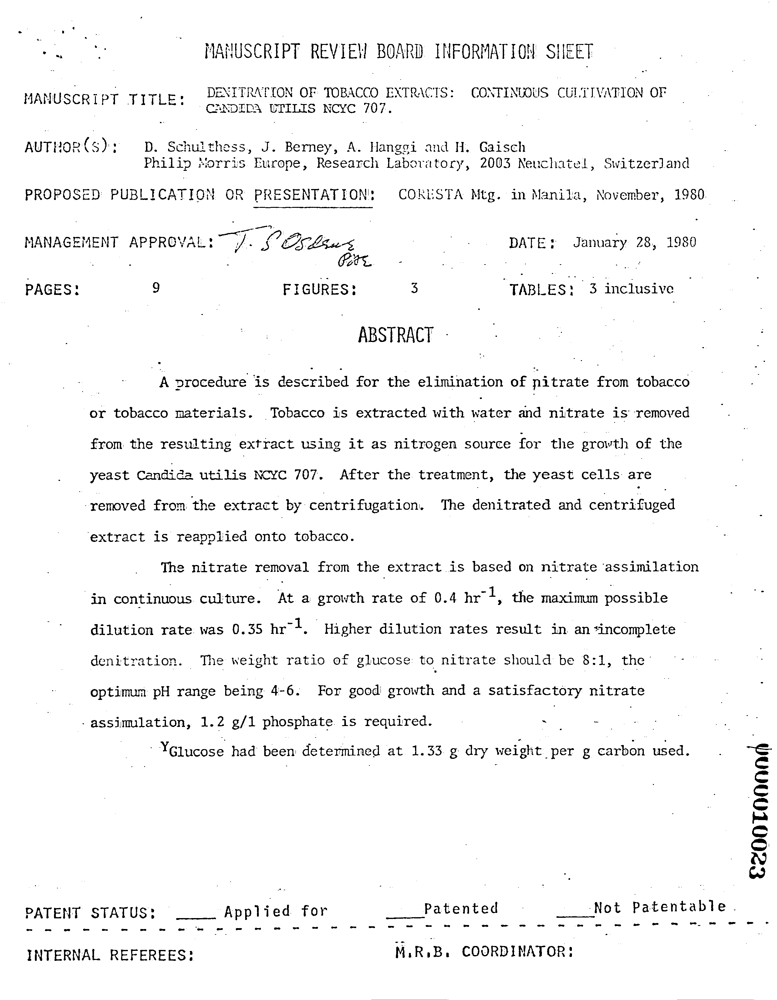 MANUSCRIPT REVIEW BOARD INFORMATION SHEET
MANUSCRIPT TITLE: DENITRATION OF TOBACCO EXTRACTS: CONTINUOUS CULTIVATION OF
CANDIDA UTILIS NCYC 707.
AUTHOR(S): D. Schulthess, J. Berney, A. Hanggi and H. Gaisch
Philip Morris Europe, Research Laboratory, 2003 Neuchatel, Switzerland
PROPOSED PUBLICATION OR PRESENTATION: CORESTA Mtg. in Manila, November, 1980
MANAGEMENT APPROVAL: T. S Osdene DATE: January 28, 1980
PAGES: 9 FIGURES: 3 TABLES: 3 inclusive
ABSTRACT
A procedure is described for the elimination of nitrate from tobacco
or tobacco materials. Tobacco is extracted with water and nitrate is removed
from the resulting extract using it as nitrogen source for the growth of the
yeast Candida utilis NCYC 707. After the treatment, the yeast cells are
removed from the extract by centrifugation. The denitrated and centrifuged
extract is reapplied onto tobacco.
The nitrate removal from the extract is based on nitrate assimilation
in continuous culture. At a growth rate of 0.4 hr⁻¹, the maximum possible
dilution rate was 0.35 hr⁻¹. Higher dilution rates result in an incomplete
denitration. The weight ratio of glucose to nitrate should be 8:1, the
optimum pH range being 4-6. For good growth and a satisfactory nitrate
assimulation, 1.2 g/l phosphate is required.
YGlucose had been determined at 1.33 g dry weight per g carbon used.
PATENT STATUS: ____ Applied for ____Patented ____Not Patentable
INTERNAL REFEREES: M.R.B. COORDINATOR:
000010023